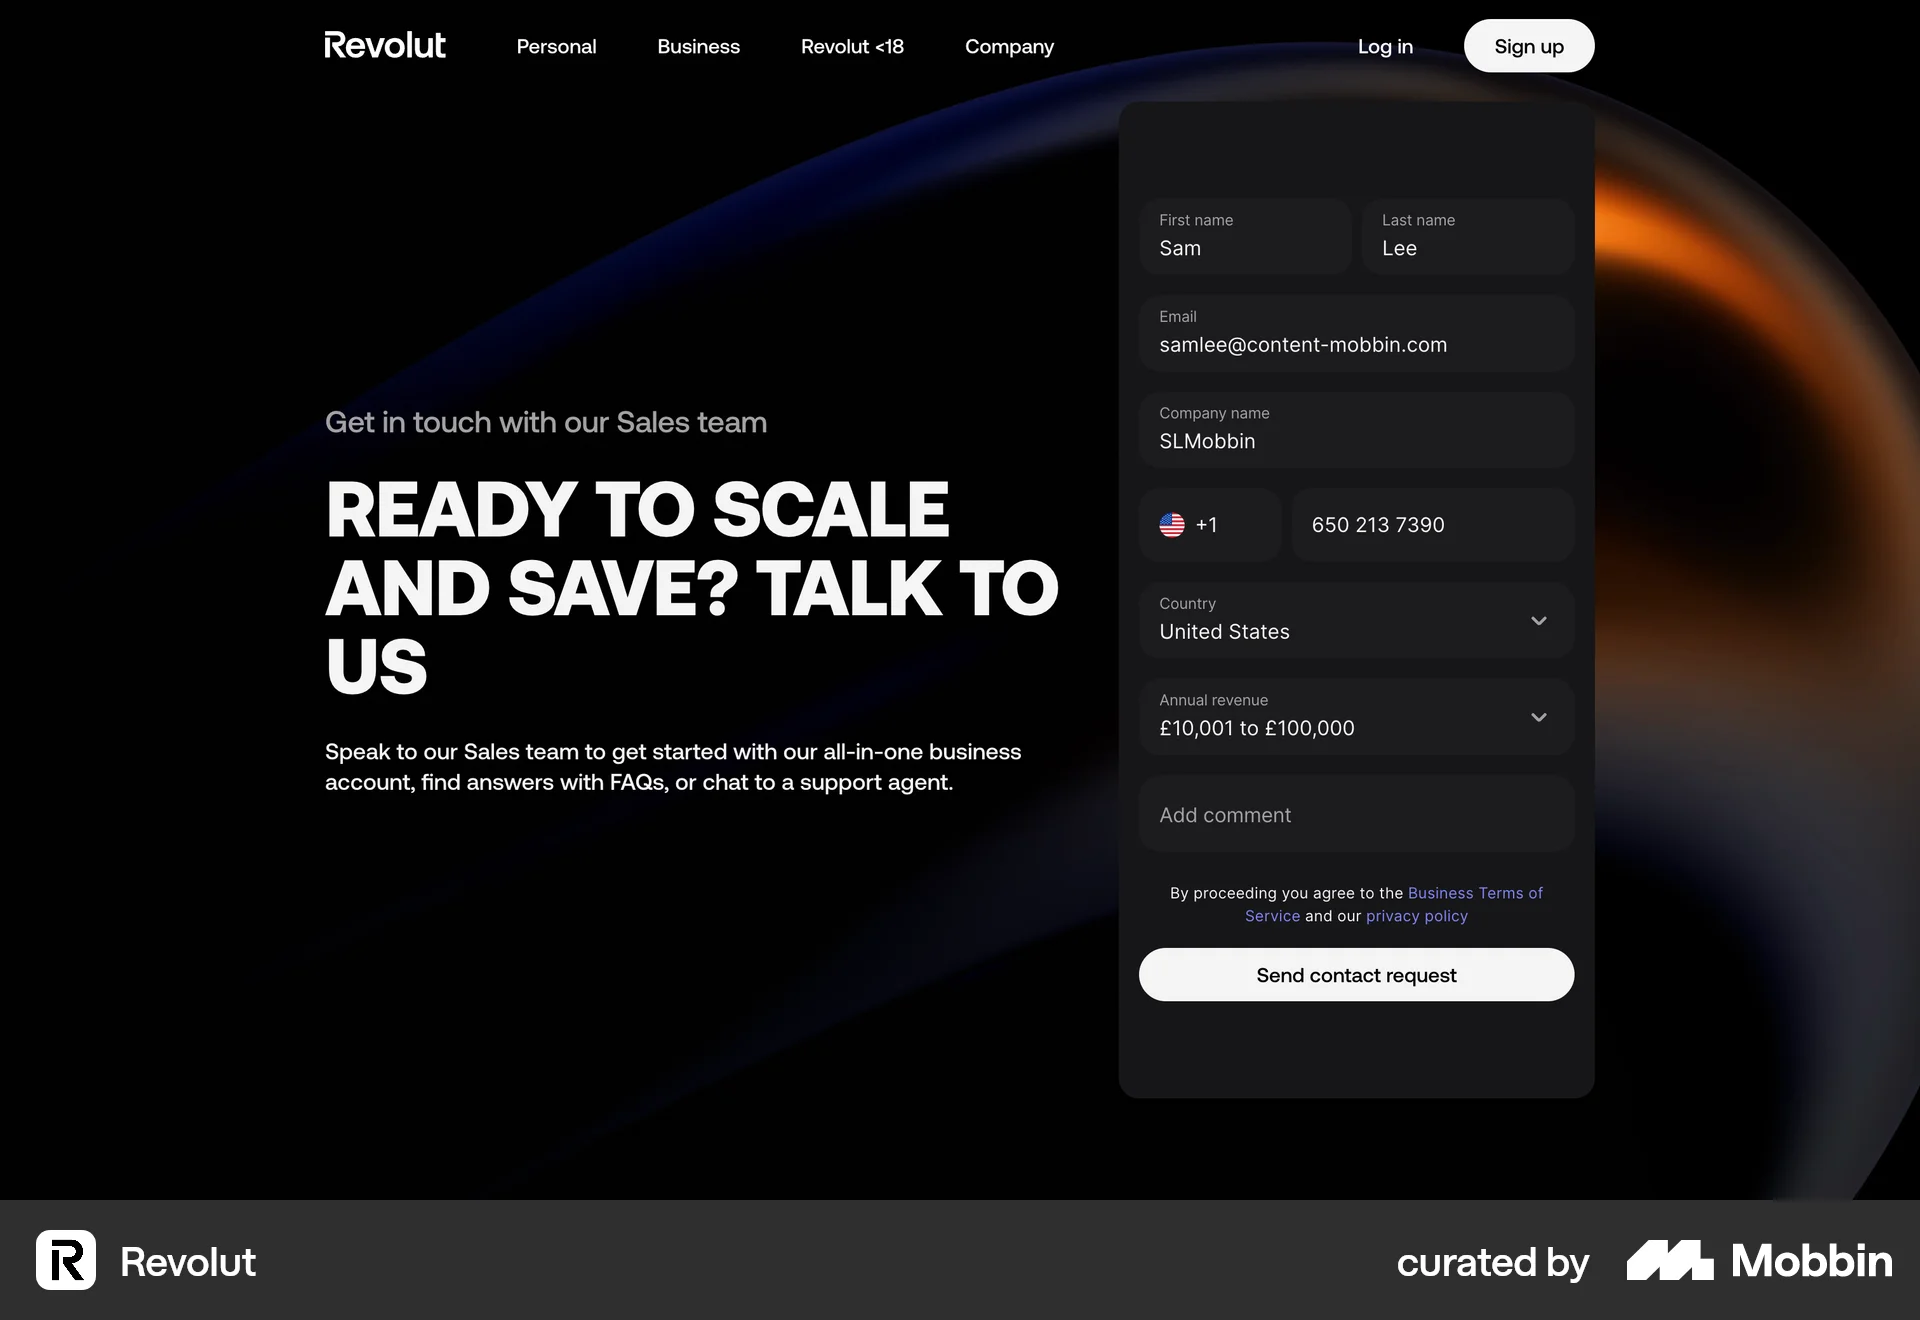 Revolut
Personal
Business
Revolut <18
Company
Log in
Sign up
Get in touch with our Sales team
READY TO SCALE
AND SAVE? TALK TO
US
Speak to our Sales team to get started with our all-in-one business
account, find answers with FAQs, or chat to a support agent.
First name
Sam
Last name
Lee
Email
samlee@content-mobbin.com
Company name
SLMobbin
+1
650 213 7390
Country
United States
Annual revenue
£10,001 to £100,000
Add comment
By proceeding you agree to the Business Terms of
Service and our privacy policy
Send contact request
R Revolut
curated by Mobbin